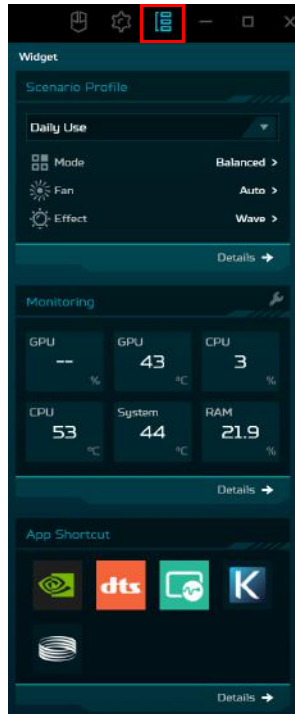 Widget
Scenario Profile
Daily Use
Mode Balanced >
Fan Auto >
Effect Wave >
Details →
Monitoring
GPU GPU CPU
-- 43 3
% °C %
CPU System RAM
53 44 21.9
°C °C %
Details →
App Shortcut
dts K
Details →